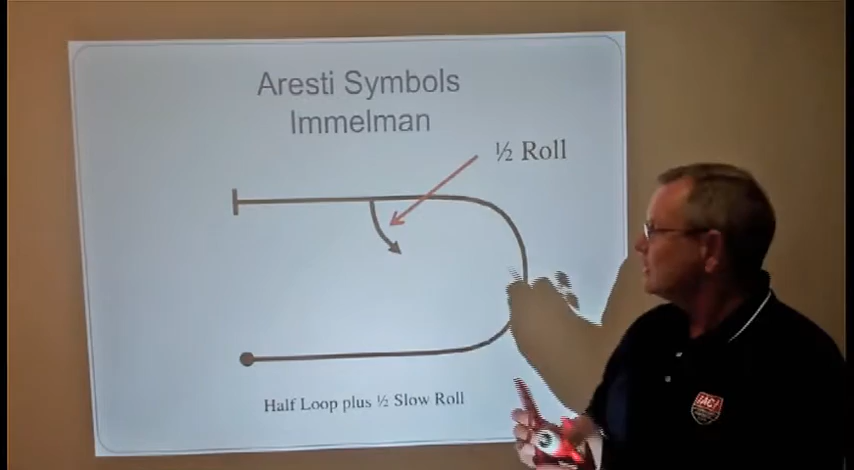 Aresti Symbols
Immelman
½ Roll
Half Loop plus ½ Slow Roll
IAC